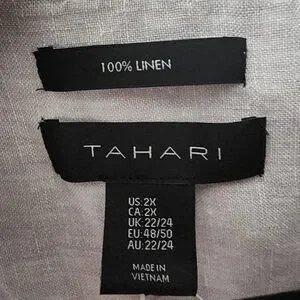 100% LINEN
TAHARI
US: 2X
CA: 2X
UK: 22/24
EU: 48/50
AU: 22/24
MADE IN
VIETNAM